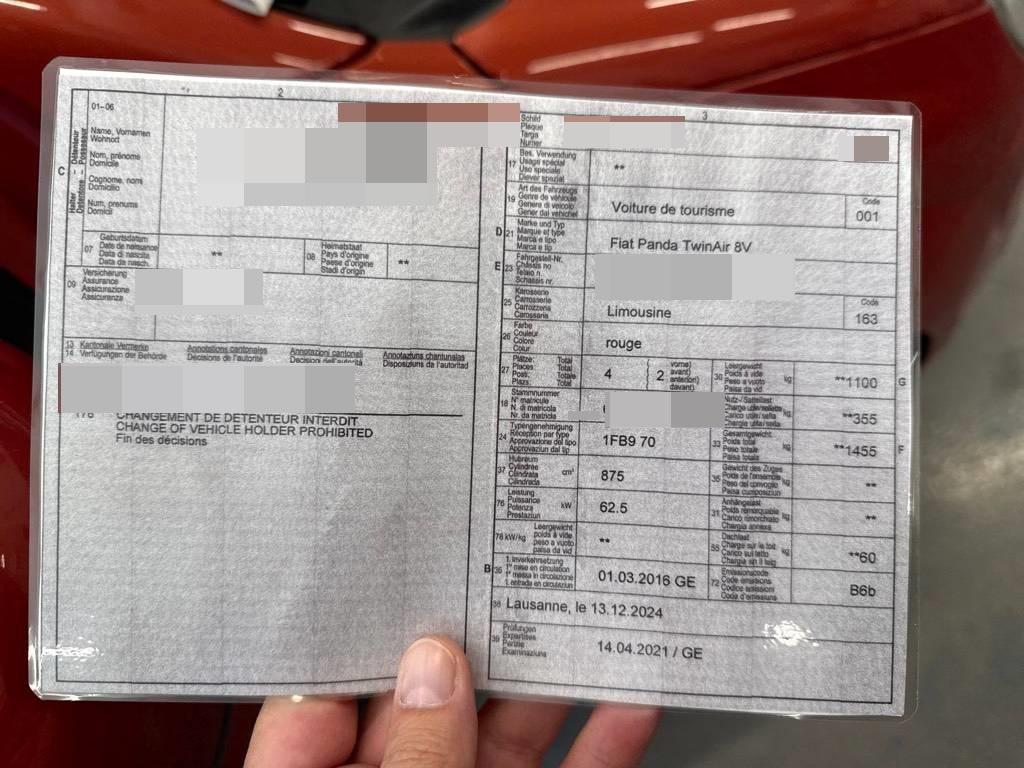 2
3
01–06
Halter
Détenteur
Detentore
Possessur
C
Name, Vornamen
Wohnort
Nom, prénoms
Domicile
Cognome, nomi
Domicilio
Num, prenums
Domicil
07
Geburtsdatum
Date de naissance
Data di nascita
Data da nasch.
**
08
Heimatstaat
Pays d'origine
Paese d'origine
Stadi d'origin
**
09
Versicherung
Assurance
Assicurazione
Assicuranza
13 Kantonale Vermerke
14 Verfügungen der Behörde
Annotations cantonales
Décisions de l'autorité
Annotazioni cantonali
Decisioni dell'autorità
Annotaziuns chantunalas
Disposiziuns da l'autoritad
178
CHANGEMENT DE DETENTEUR INTERDIT
CHANGE OF VEHICLE HOLDER PROHIBITED
Fin des décisions
Schild
Plaque
Targa
Numer
17
Bes. Verwendung
Usage spécial
Uso speciale
Diever spezial
**
19
Art des Fahrzeugs
Genre de véhicule
Genere di veicolo
Gener dal vehichel
Voiture de tourisme
Code
001
D 21
Marke und Typ
Marque et type
Marca e tipo
Marca e tip
Fiat Panda TwinAir 8V
E 23
Fahrgestell-Nr.
Châssis no
Telaio n.
Schassis nr.
25
Karosserie
Carrosserie
Carrozzeria
Carossaria
Limousine
Code
163
26
Farbe
Couleur
Colore
Colur
rouge
27
Plätze: Total
Places: Total
Posti: Totale
Plazs: Total
4
2
vorne)
avant)
anteriori)
davant)
30
Leergewicht
Poids à vide
Peso a vuoto
Paisa da vid
kg
**1100
G
18
Stammnummer
N° matricule
N. di matricola
Nr. da matricla
Nutz-/Sattellast
Charge utile/sellette
Carico utile/sella
Chargia utila/sella
**355
24
Typengenehmigung
Réception par type
Approvazione del tipo
Approvaziun dal tip
1FB9 70
33
Gesamtgewicht
Poids total
Peso totale
Paisa totala
kg
**1455
F
37
Hubraum
Cylindrée
Cilindrata
Cilindrada
cm³
875
35
Gewicht des Zuges
Poids de l'ensemble
Peso del convoglio
Paisa cumposiziun
kg
**
76
Leistung
Puissance
Potenza
Prestaziun
kW
62.5
31
Anhängelast
Poids remorquable
Carico rimorchiato
Chargia annexa
kg
**
78 kW/kg
Leergewicht
poids à vide
peso a vuoto
paisa da vid
**
55
Dachlast
Charge sur le toit
Carico sul tetto
Chargia sin il tetg
kg
**60
B 36
1. Inverkehrsetzung
1re mise en circulation
1a messa in circolazione
1. entrada en circulaziun
01.03.2016 GE
72
Emissionscode
Code émissions
Codice emissioni
Code d'emissiuns
B6b
38 Lausanne, le 13.12.2024
39
Prüfungen
Expertises
Perizie
Examinaziuns
14.04.2021 / GE